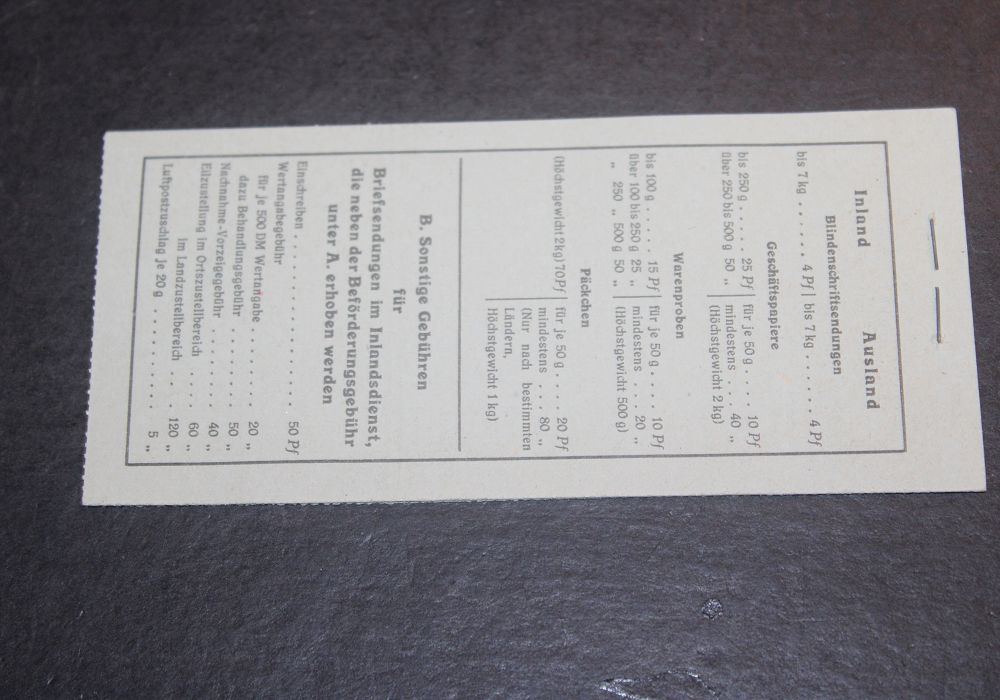 Inland Ausland
Blindenschriftsendungen
bis 7 kg . . . . . . 4 Pf | bis 7 kg . . . . . . 4 Pf
Geschäftspapiere
bis 250 g . . . . . 25 Pf | für je 50 g . . . . 10 Pf
über 250 bis 500 g 50 „ | mindestens . . . 40 „
(Höchstgewicht 2 kg)
Warenproben
bis 100 g . . . . . 15 Pf | für je 50 g . . . . 10 Pf
über 100 bis 250 g 25 „ | mindestens . . . 20 „
„ 250 „ 500 g 50 „ | (Höchstgewicht 500 g)
Päckchen
(Höchstgewicht 2 kg) 70 Pf | für je 50 g . . . . 20 Pf
mindestens . . . 80 „
(Nur nach bestimmten
Ländern,
Höchstgewicht 1 kg)
B. Sonstige Gebühren
für
Briefsendungen im Inlandsdienst,
die neben der Beförderungsgebühr
unter A. erhoben werden
Einschreiben . . . . . . . . . . . . . . . 50 Pf
Wertangabegebühr
für je 500 DM Wertangabe . . . . . . . 20 „
dazu Behandlungsgebühr . . . . . . . . 50 „
Nachnahme-Vorzeigegebühr . . . . . . . . 40 „
Eilzustellung im Ortszustellbereich . . . . 60 „
im Landzustellbereich . . . . 120 „
Luftpostzuschlag je 20 g . . . . . . . . . 5 „